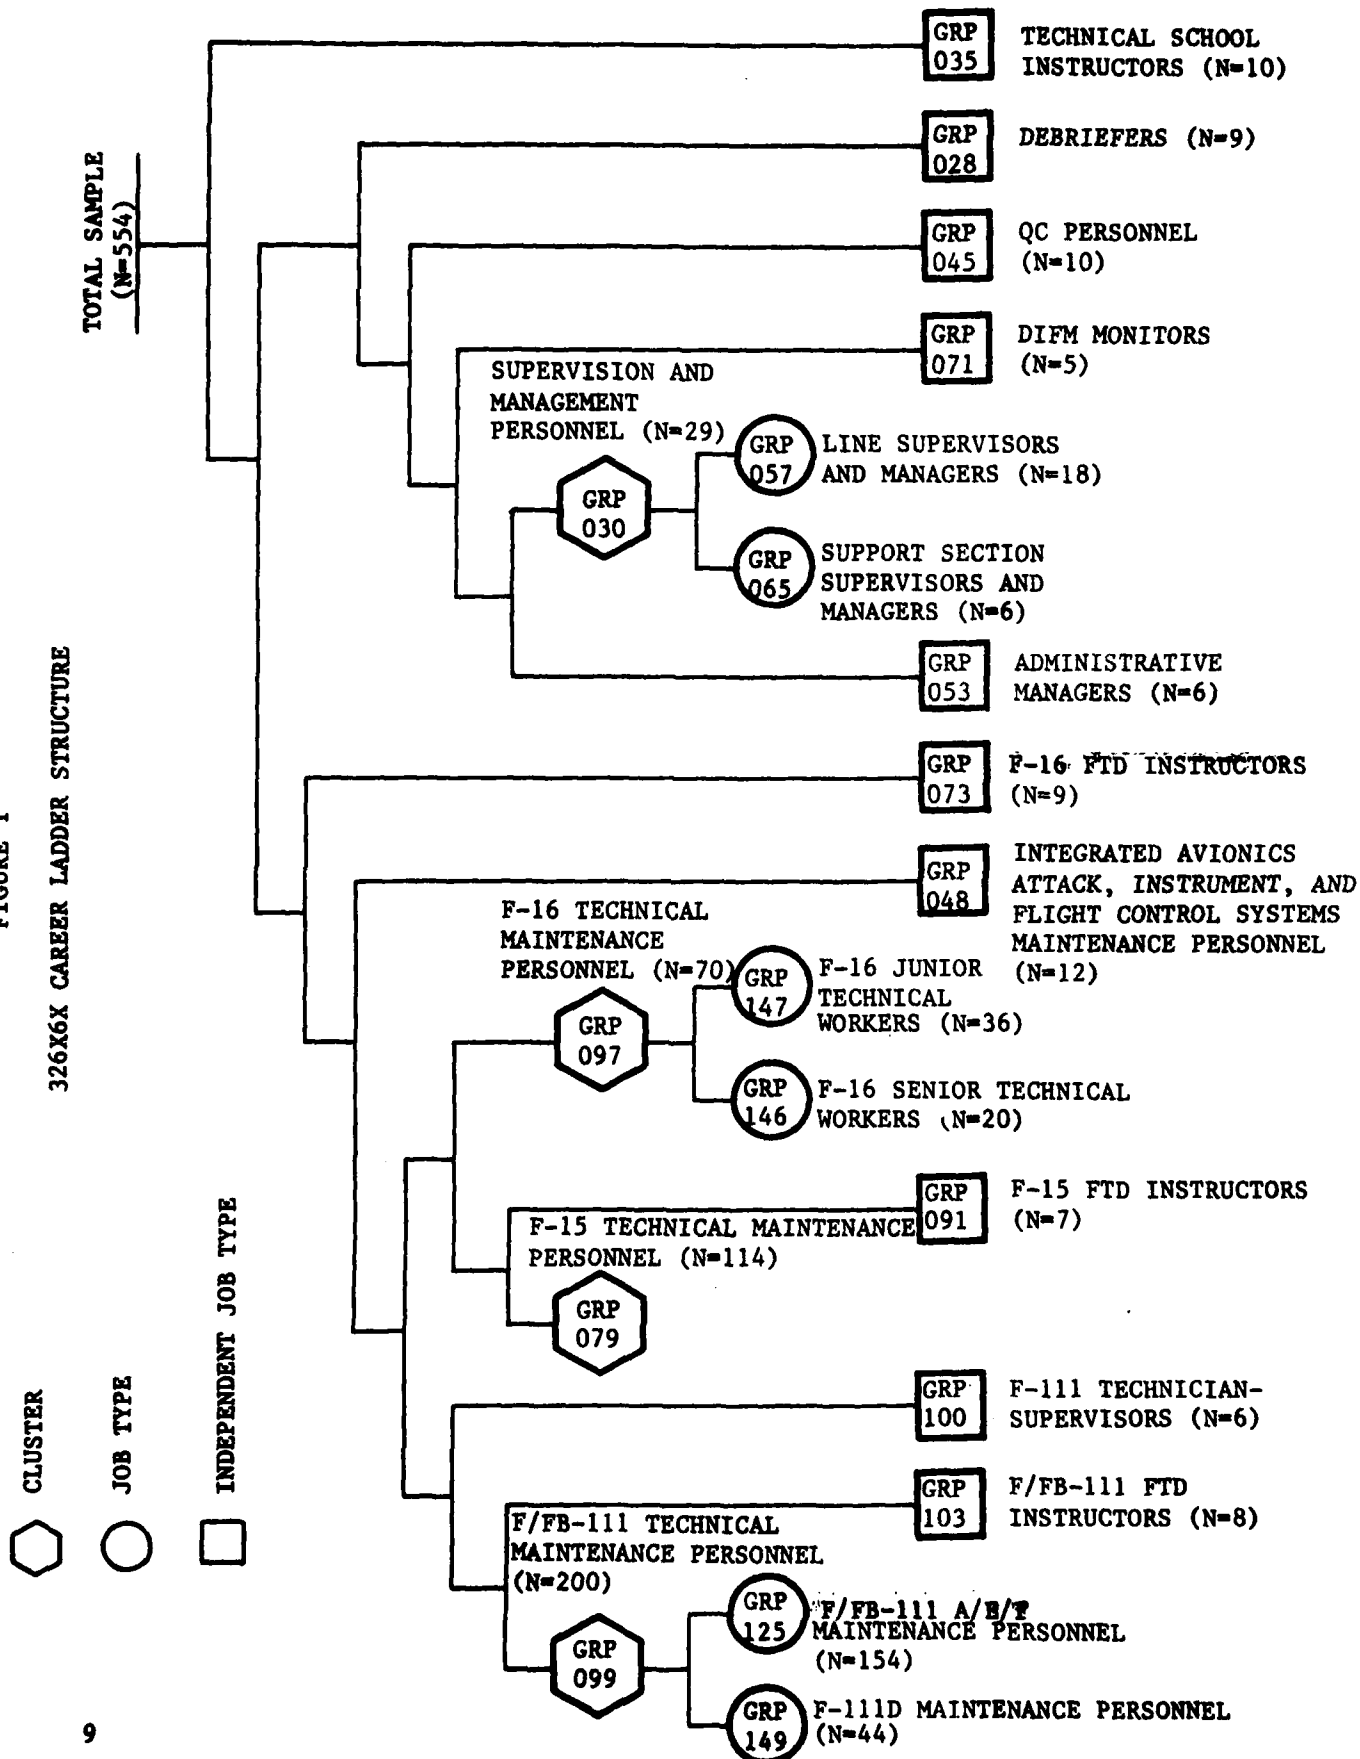 FIGURE 1
326X6X CAREER LADDER STRUCTURE
TOTAL SAMPLE
(N=554)
GRP
035
TECHNICAL SCHOOL
INSTRUCTORS (N=10)
GRP
028
DEBRIEFERS (N=9)
GRP
045
QC PERSONNEL
(N=10)
GRP
071
DIFM MONITORS
(N=5)
SUPERVISION AND
MANAGEMENT
PERSONNEL (N=29)
GRP
030
GRP
057
LINE SUPERVISORS
AND MANAGERS (N=18)
GRP
065
SUPPORT SECTION
SUPERVISORS AND
MANAGERS (N=6)
GRP
053
ADMINISTRATIVE
MANAGERS (N=6)
GRP
073
F-16 FTD INSTRUCTORS
(N=9)
GRP
048
INTEGRATED AVIONICS
ATTACK, INSTRUMENT, AND
FLIGHT CONTROL SYSTEMS
MAINTENANCE PERSONNEL
(N=12)
F-16 TECHNICAL
MAINTENANCE
PERSONNEL (N=70)
GRP
097
GRP
147
F-16 JUNIOR
TECHNICAL
WORKERS (N=36)
GRP
146
F-16 SENIOR TECHNICAL
WORKERS (N=20)
GRP
091
F-15 FTD INSTRUCTORS
(N=7)
F-15 TECHNICAL MAINTENANCE
PERSONNEL (N=114)
GRP
079
GRP
100
F-111 TECHNICIAN-
SUPERVISORS (N=6)
GRP
103
F/FB-111 FTD
INSTRUCTORS (N=8)
F/FB-111 TECHNICAL
MAINTENANCE PERSONNEL
(N=200)
GRP
099
GRP
125
F/FB-111
MAINTENANCE PERSONNEL
(N=154)
GRP
149
F-111D MAINTENANCE PERSONNEL
(N=44)
CLUSTER
JOB TYPE
INDEPENDENT JOB TYPE
9